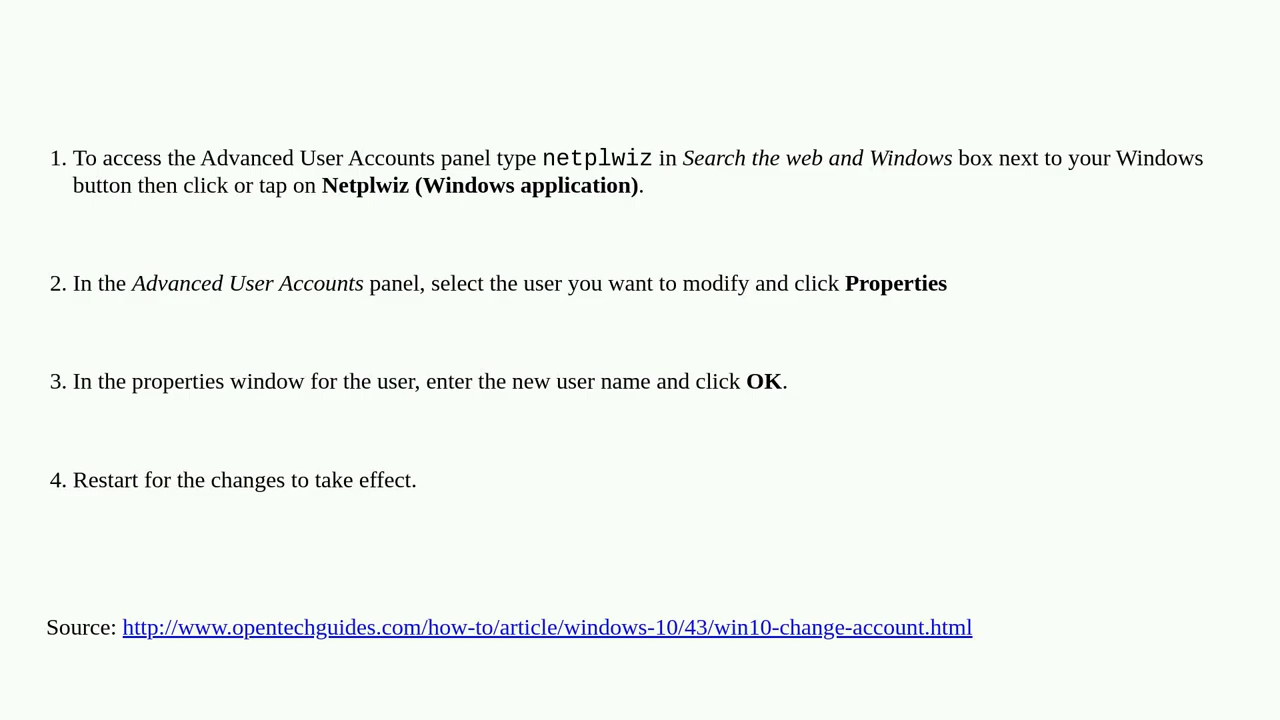 1. To access the Advanced User Accounts panel type netplwiz in Search the web and Windows box next to your Windows
button then click or tap on Netplwiz (Windows application).
2. In the Advanced User Accounts panel, select the user you want to modify and click Properties
3. In the properties window for the user, enter the new user name and click OK.
4. Restart for the changes to take effect.
Source: http://www.opentechguides.com/how-to/article/windows-10/43/win10-change-account.html